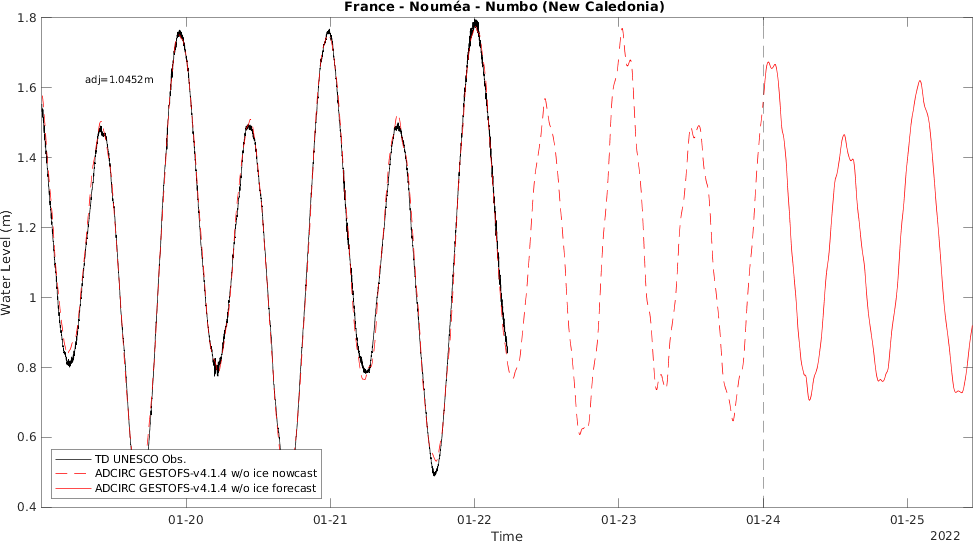 France - Nouméa - Numbo (New Caledonia)
1.8
1.6
1.4
1.2
1
0.8
0.6
0.4
Water Level (m)
adj=1.0452m
TD UNESCO Obs.
ADCIRC GESTOFS-v4.1.4 w/o ice nowcast
ADCIRC GESTOFS-v4.1.4 w/o ice forecast
01-20
01-21
01-22
01-23
01-24
01-25
Time
2022